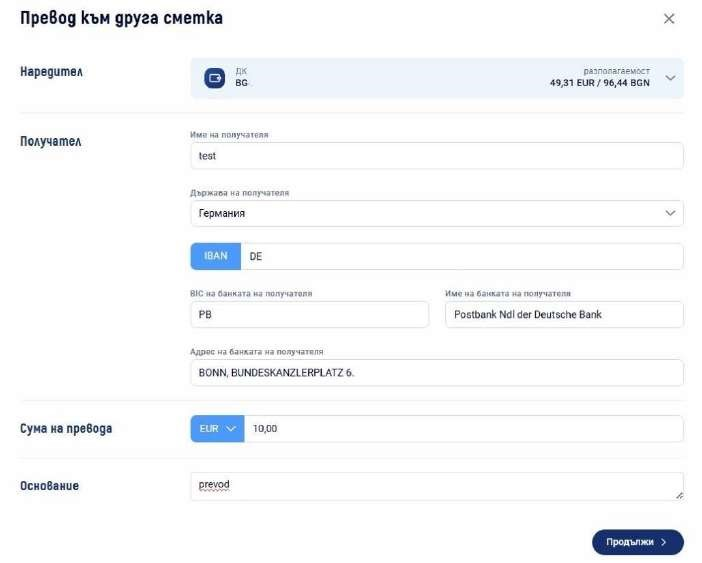 Превод към друга сметка
Наредител
ДК
BG
разполагаемост
49,31 EUR / 96,44 BGN
Получател
Име на получателя
test
Държава на получателя
Германия
IBAN DE
BIC на банката на получателя
PB
Име на банката на получателя
Postbank Ndl der Deutsche Bank
Адрес на банката на получателя
BONN, BUNDESKANZLERPLATZ 6.
Сума на превода
EUR 10,00
Основание
prevod
Продължи